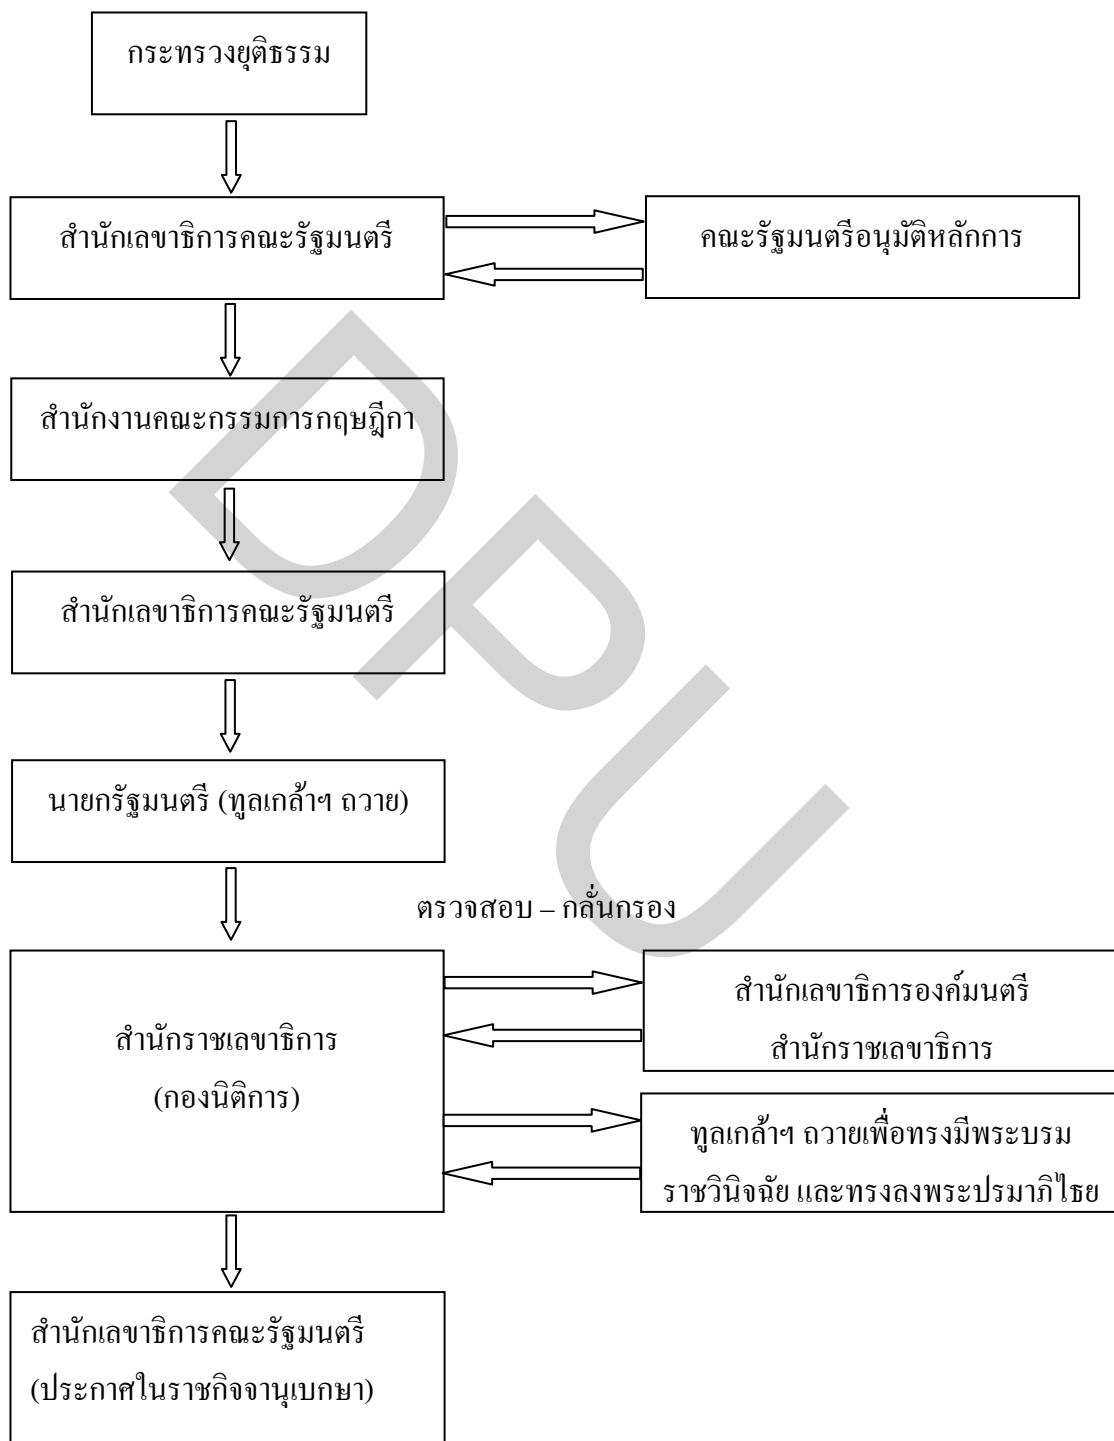 กระทรวงยุติธรรม
สำนักเลขาธิการคณะรัฐมนตรี
คณะรัฐมนตรีอนุมัติหลักการ
สำนักงานคณะกรรมการกฤษฎีกา
สำนักเลขาธิการคณะรัฐมนตรี
นายกรัฐมนตรี (ทูลเกล้าฯ ถวาย)
ตรวจสอบ – กลั่นกรอง
สำนักราชเลขาธิการ
(กองนิติการ)
สำนักเลขาธิการองค์มนตรี
สำนักราชเลขาธิการ
ทูลเกล้าฯ ถวายเพื่อทรงมีพระบรม
ราชวินิจฉัย และทรงลงพระปรมาภิไธย
สำนักเลขาธิการคณะรัฐมนตรี
(ประกาศในราชกิจจานุเบกษา)
DPU